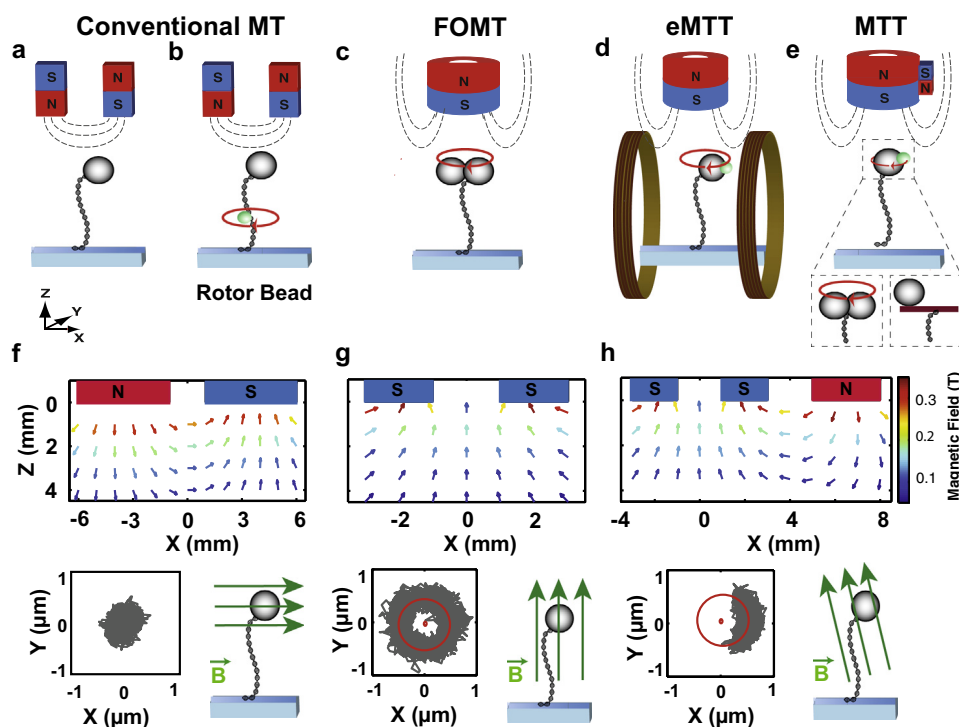 Conventional MT
FOMT
eMTT
MTT
a
b
c
d
e
S
N
N
S
S
N
N
S
N
S
N
S
N
S
S
N
Rotor Bead
Z
Y
X
f
g
h
N
S
S
S
S
S
N
Z (mm)
0
2
4
-6
-3
0
3
6
X (mm)
-2
0
2
X (mm)
-4
0
4
8
X (mm)
0.3
0.2
0.1
Magnetic Field (T)
Y (µm)
1
0
-1
-1
0
1
X (µm)
B
Y (µm)
1
0
-1
-1
0
1
X (µm)
B
Y (µm)
1
0
-1
-1
0
1
X (µm)
B